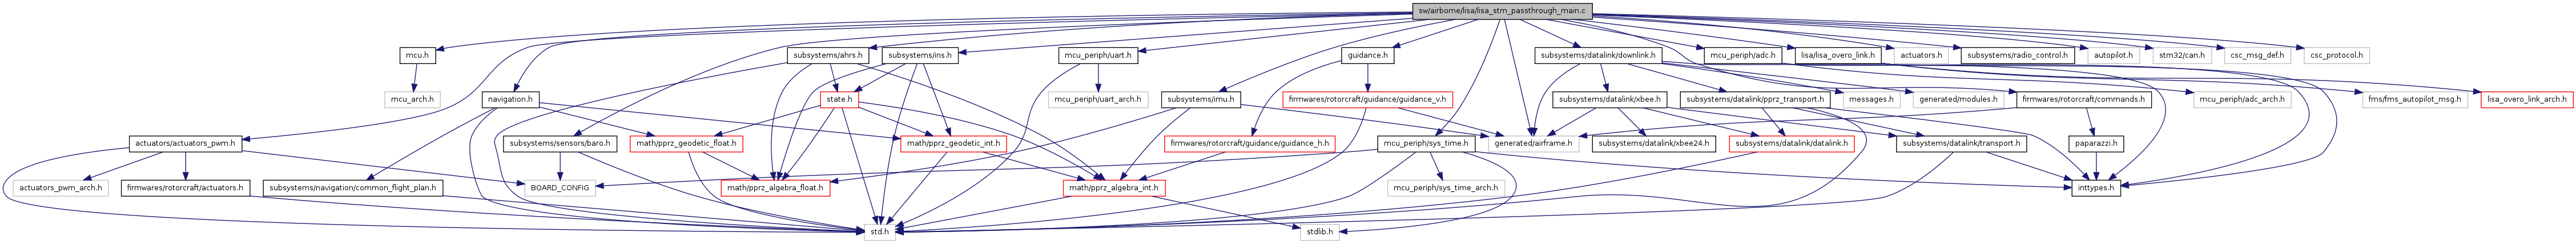 sw/airborne/lisa/lisa_stm_passthrough_main.c
mcu.h
subsystems/ahrs.h
subsystems/ins.h
mcu_periph/uart.h
guidance.h
subsystems/datalink/downlink.h
mcu_periph/adc.h
lisa/lisa_overo_link.h
actuators.h
subsystems/radio_control.h
autopilot.h
stm32/can.h
csc_msg_def.h
csc_protocol.h
mcu_arch.h
navigation.h
state.h
mcu_periph/uart_arch.h
subsystems/imu.h
firmwares/rotorcraft/guidance/guidance_v.h
subsystems/datalink/xbee.h
subsystems/datalink/pprz_transport.h
messages.h
generated/modules.h
firmwares/rotorcraft/commands.h
mcu_periph/adc_arch.h
fms/fms_autopilot_msg.h
lisa_overo_link_arch.h
actuators/actuators_pwm.h
subsystems/sensors/baro.h
math/pprz_geodetic_float.h
math/pprz_geodetic_int.h
firmwares/rotorcraft/guidance/guidance_h.h
mcu_periph/sys_time.h
generated/airframe.h
subsystems/datalink/xbee24.h
subsystems/datalink/datalink.h
subsystems/datalink/transport.h
paparazzi.h
actuators_pwm_arch.h
firmwares/rotorcraft/actuators.h
subsystems/navigation/common_flight_plan.h
BOARD_CONFIG
math/pprz_algebra_float.h
math/pprz_algebra_int.h
mcu_periph/sys_time_arch.h
inttypes.h
std.h
stdlib.h